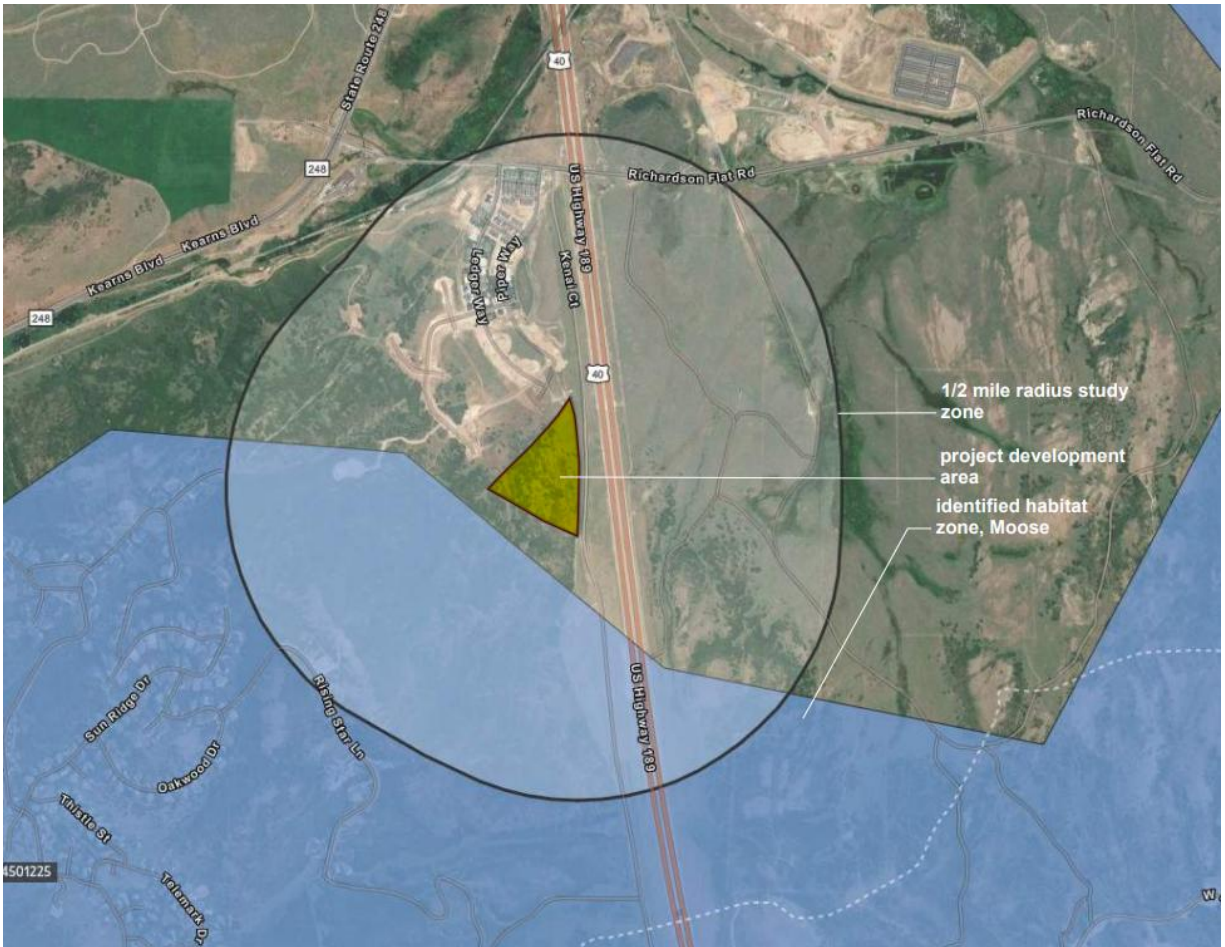 State Route 248
40
248
Richardson Flat Rd
Richardson Flat Rd
US Highway 189
Kearns Blvd
Kearns Blvd
Piper Way
Ledger Way
Kenai Ct
248
40
1/2 mile radius study
zone
project development
area
identified habitat
zone, Moose
US Highway 189
Rising Star Ln
Sun Ridge Dr
Oakwood Dr
Thistle St
4501225
Telemark Dr
W